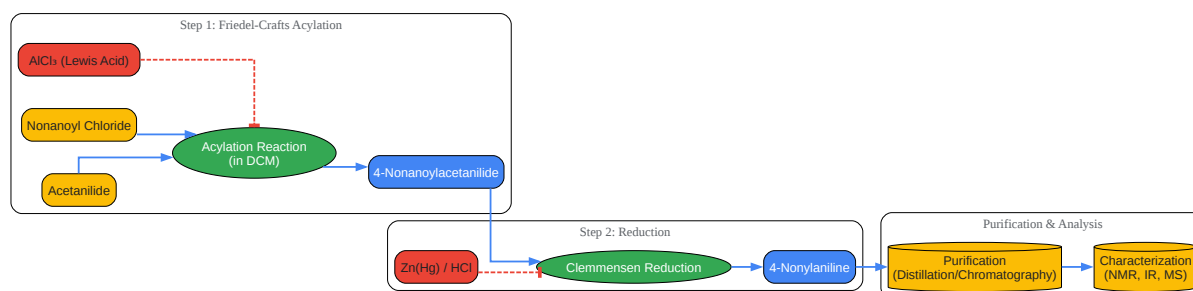 Step 1: Friedel-Crafts Acylation
AlCl₃ (Lewis Acid)
Nonanoyl Chloride
Acylation Reaction
(in DCM)
Acetanilide
4-Nonanoylacetanilide
Step 2: Reduction
Zn(Hg) / HCl
Clemmensen Reduction
4-Nonylaniline
Purification & Analysis
Purification
(Distillation/Chromatography)
Characterization
(NMR, IR, MS)